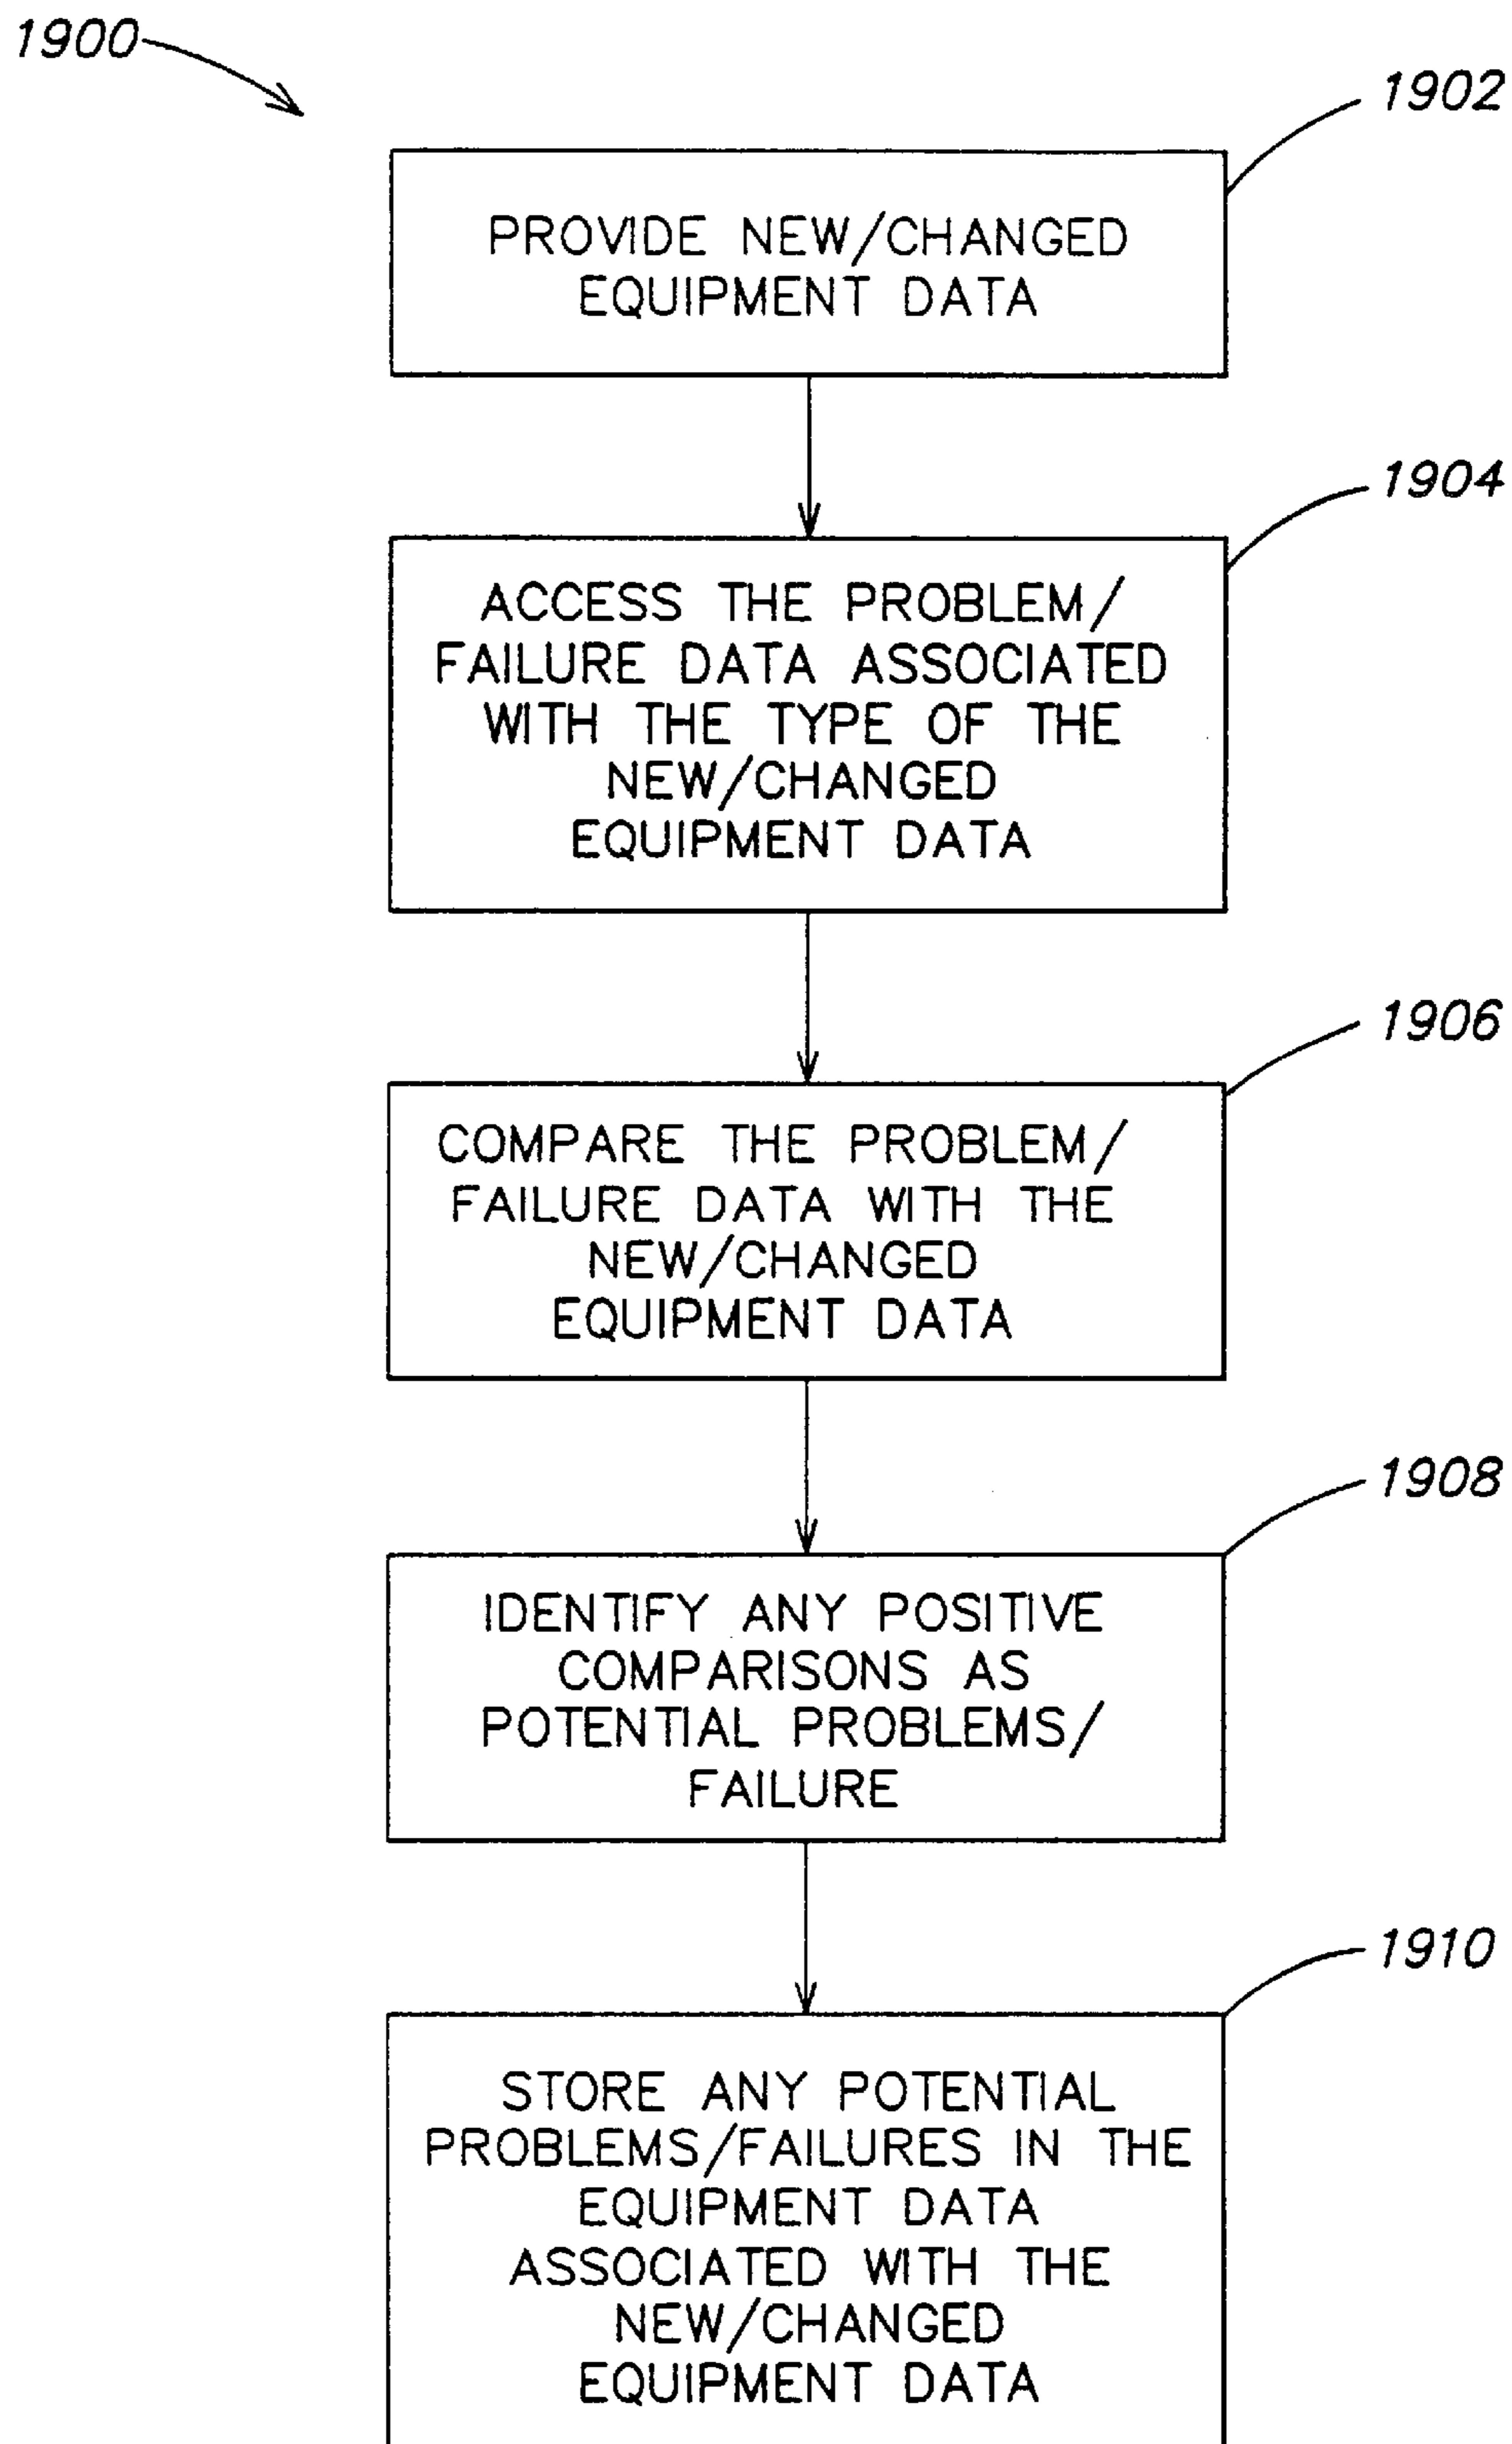 1900
1902
PROVIDE NEW/CHANGED
EQUIPMENT DATA
1904
ACCESS THE PROBLEM/
FAILURE DATA ASSOCIATED
WITH THE TYPE OF THE
NEW/CHANGED
EQUIPMENT DATA
1906
COMPARE THE PROBLEM/
FAILURE DATA WITH THE
NEW/CHANGED
EQUIPMENT DATA
1908
IDENTIFY ANY POSITIVE
COMPARISONS AS
POTENTIAL PROBLEMS/
FAILURE
1910
STORE ANY POTENTIAL
PROBLEMS/FAILURES IN THE
EQUIPMENT DATA
ASSOCIATED WITH THE
NEW/CHANGED
EQUIPMENT DATA